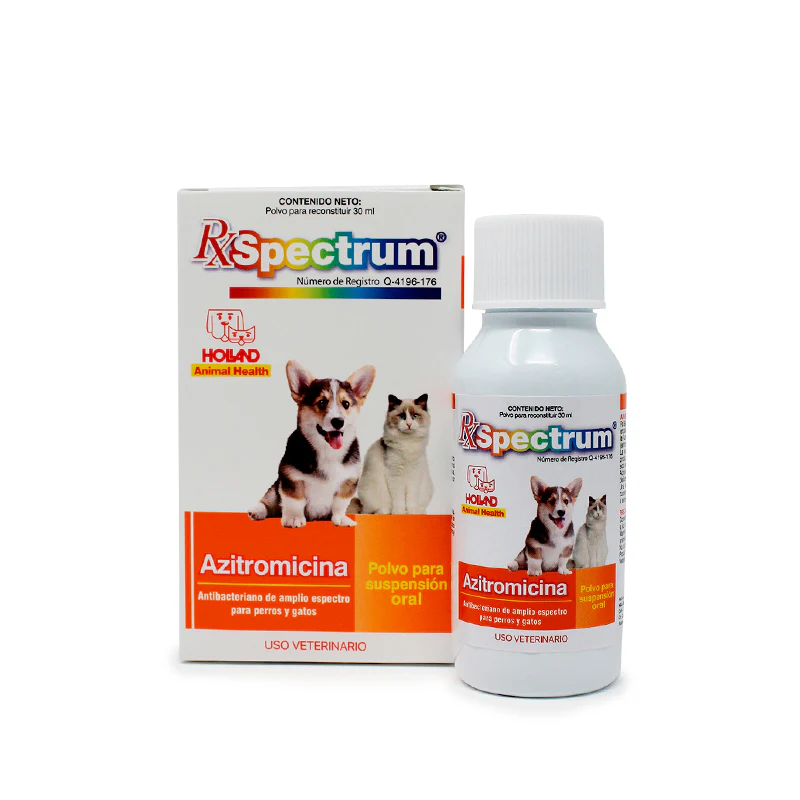 CONTENIDO NETO:
Polvo para reconstituir 30 ml
RxSpectrum®
Número de Registro Q-4196-176
HOLLAND
Animal Health
Azitromicina
Antibacteriano de amplio espectro
para perros y gatos
Polvo para
suspensión
oral
USO VETERINARIO
CONTENIDO NETO:
Polvo para reconstituir 30 ml
RxSpectrum®
Número de Registro Q-4196-176
HOLLAND
Animal Health
Azitromicina
Antibacteriano de amplio espectro
para perros y gatos
Polvo para
suspensión
oral
USO VETERINARIO